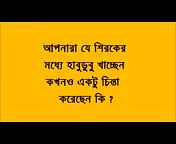 আপনারা যে শিরকের
মধ্যে হাবুডুবু খাচ্ছেন
কখনও একটু চিন্তা
করেছেন কি ?